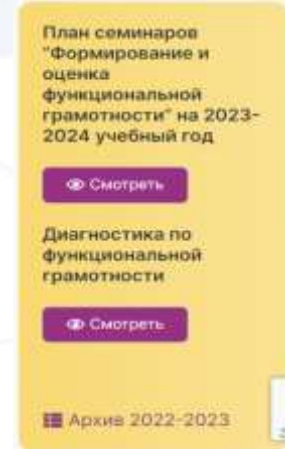 План семинаров
"Формирование и
оценка
функциональной
грамотности" на 2023-
2024 учебный год
Смотреть
Диагностика по
функциональной
грамотности
Смотреть
Архив 2022-2023